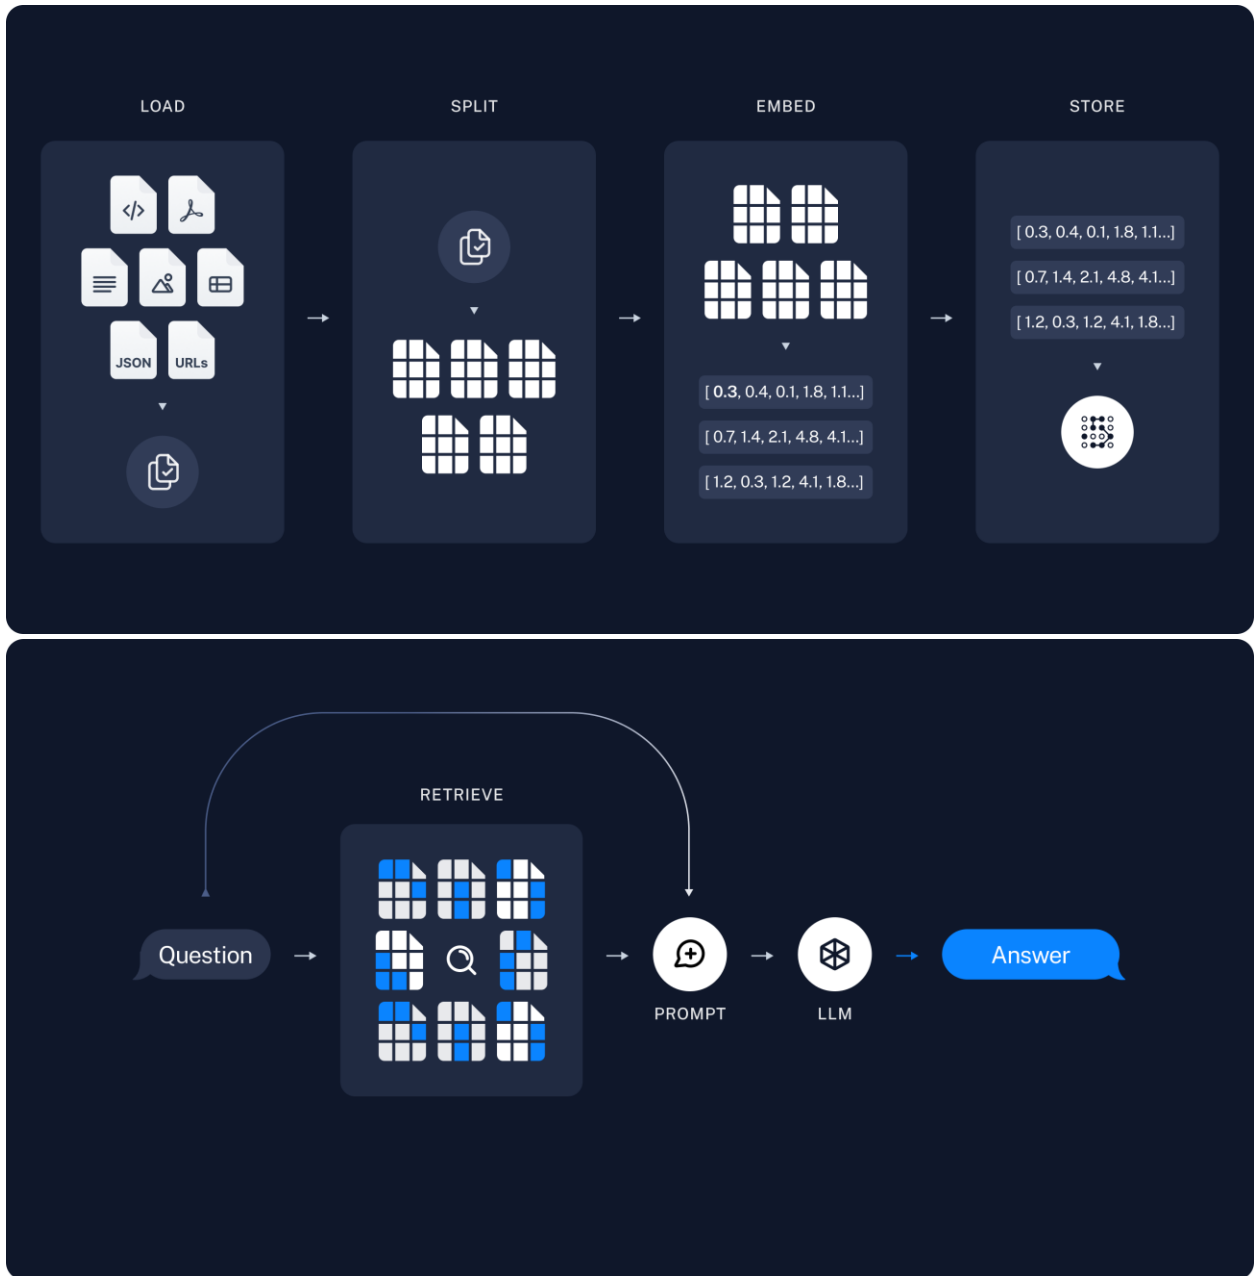 LOAD
SPLIT
EMBED
STORE
</>
JSON
URLs
[ 0.3, 0.4, 0.1, 1.8, 1.1...]
[ 0.7, 1.4, 2.1, 4.8, 4.1...]
[ 1.2, 0.3, 1.2, 4.1, 1.8...]
[ 0.3, 0.4, 0.1, 1.8, 1.1...]
[ 0.7, 1.4, 2.1, 4.8, 4.1...]
[ 1.2, 0.3, 1.2, 4.1, 1.8...]
RETRIEVE
Question
PROMPT
LLM
Answer